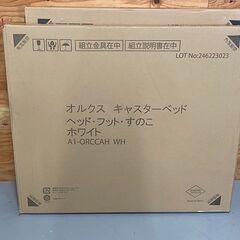 組立金具在中
組立説明書在中
LOT No:246223023
オルクス キャスターベッド
ヘッド・フット・すのこ
ホワイト
A1-ORCCAH WH